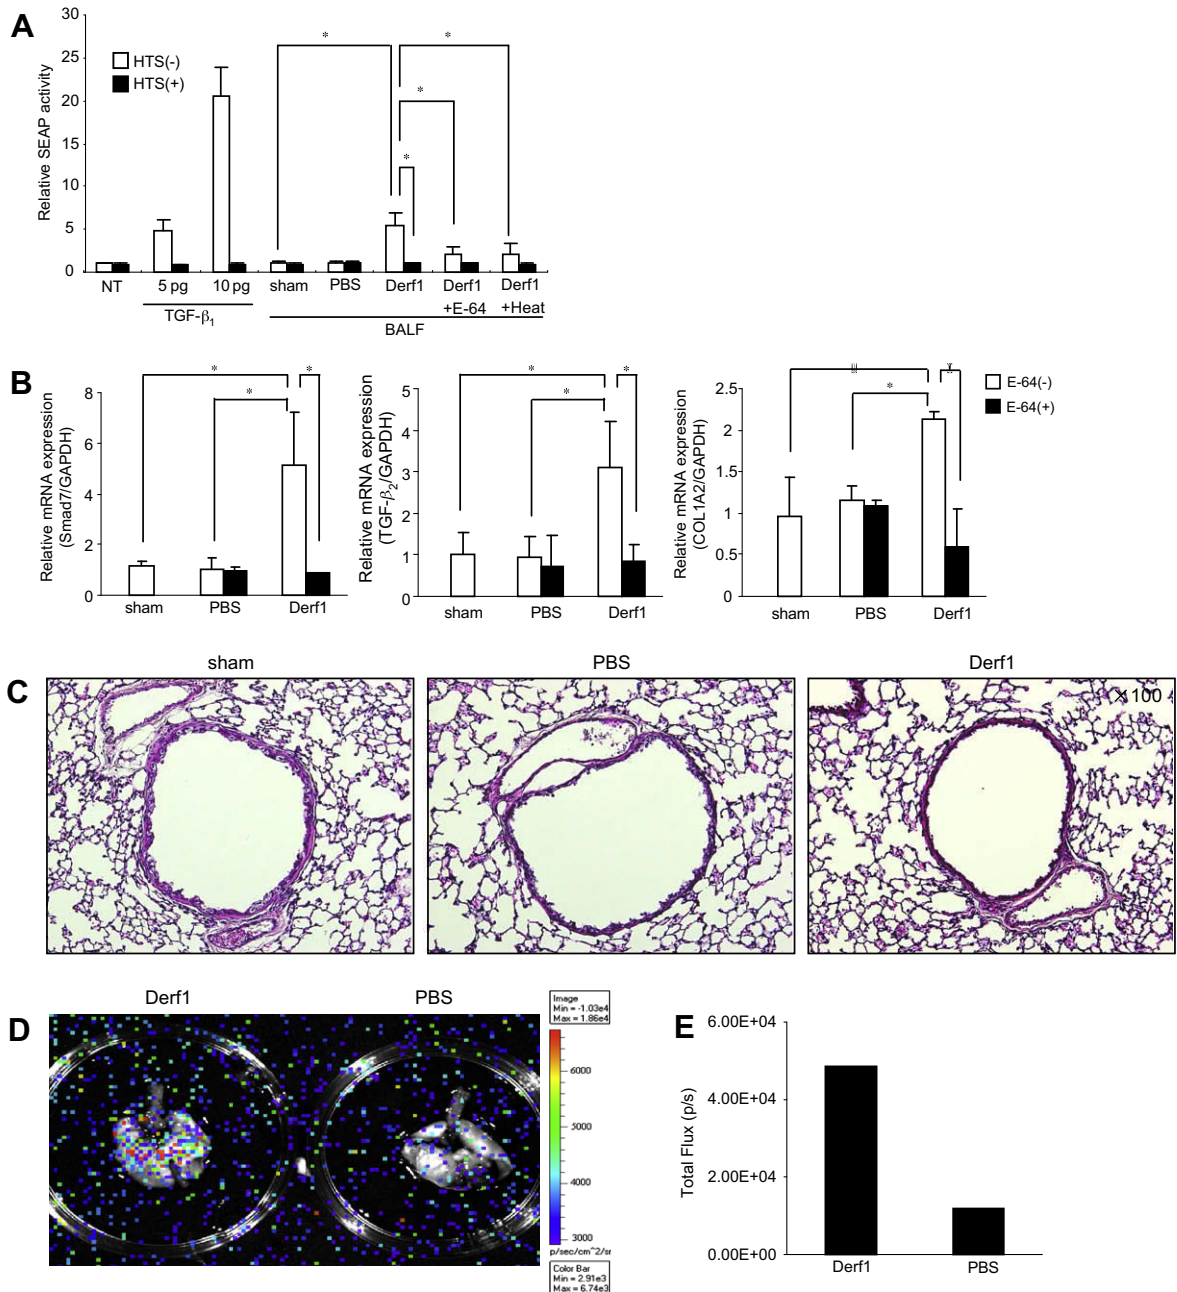 A
30
25
20
15
10
5
0
Relative SEAP activity
HTS(-)
HTS(+)
* *
*
*
NT 5 pg 10 pg sham PBS Derf1 Derf1 Derf1
+E-64 +Heat
TGF-β1
BALF
B
Relative mRNA expression
(Smad7/GAPDH)
8
6
4
2
0
* *
*
sham PBS Derf1
Relative mRNA expression
(TGF-β2/GAPDH)
5
4
3
2
1
0
* *
*
sham PBS Derf1
Relative mRNA expression
(COL1A2/GAPDH)
2.5
2
1.5
1
0.5
0
*
sham PBS Derf1
E-64(-)
E-64(+)
C
sham PBS Derf1
×100
D
Derf1 PBS
Image
Min = -1.03e4
Max = 1.86e4
6000
5000
4000
3000
p/sec/cm^2/sr
Color Bar
Min = 2.91e3
Max = 6.74e3
E
6.00E+04
4.00E+04
2.00E+04
0.00E+00
Total Flux (p/s)
Derf1 PBS